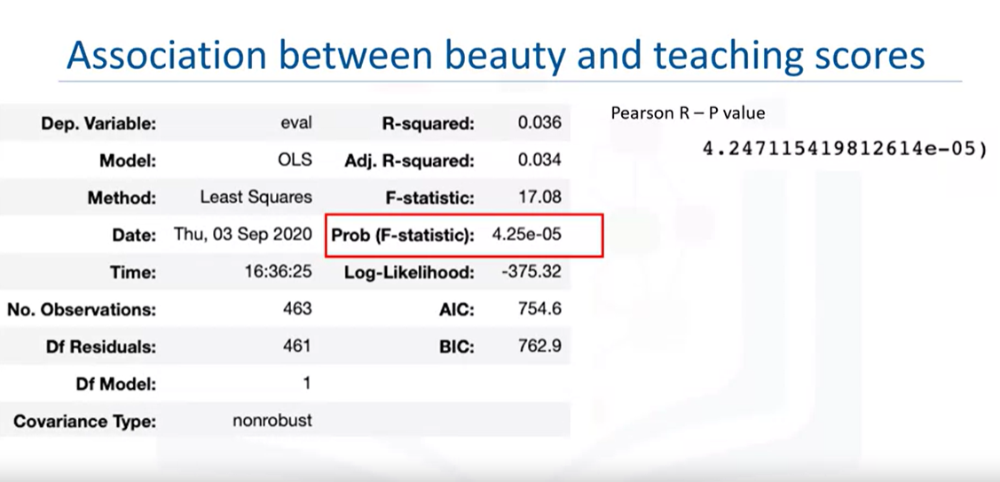 Association between beauty and teaching scores
Dep. Variable: eval R-squared: 0.036
Model: OLS Adj. R-squared: 0.034
Method: Least Squares F-statistic: 17.08
Date: Thu, 03 Sep 2020 Prob (F-statistic): 4.25e-05
Time: 16:36:25 Log-Likelihood: -375.32
No. Observations: 463 AIC: 754.6
Df Residuals: 461 BIC: 762.9
Df Model: 1
Covariance Type: nonrobust
Pearson R – P value
4.247115419812614e-05)